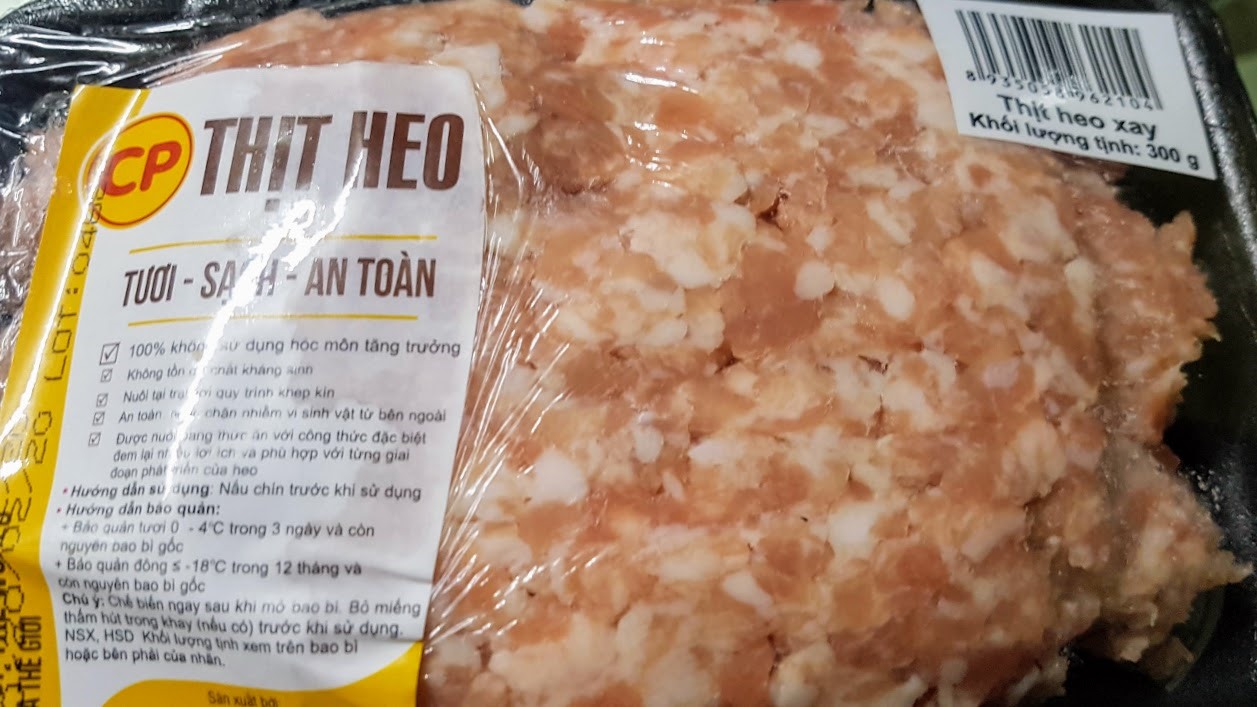 CP
THỊT HEO
TƯƠI - SẠCH - AN TOÀN
100% không sử dụng hóc môn tăng trưởng
Không tồn dư chất kháng sinh
Nuôi tại trại với quy trình khép kín
An toàn, ngăn chặn nhiễm vi sinh vật từ bên ngoài
Được nuôi bằng thức ăn với công thức đặc biệt
đem lại nhiều lợi ích và phù hợp với từng giai
đoạn phát triển của heo
• Hướng dẫn sử dụng: Nấu chín trước khi sử dụng
• Hướng dẫn bảo quản:
+ Bảo quản tươi 0 - 4°C trong 3 ngày và còn
nguyên bao bì gốc
+ Bảo quản đông ≤ -18°C trong 12 tháng và
còn nguyên bao bì gốc
Chú ý: Chế biến ngay sau khi mở bao bì. Bỏ miếng
thấm hút trong khay (nếu có) trước khi sử dụng.
NSX, HSD Khối lượng tịnh xem trên bao bì
hoặc bên phải của nhãn.
Sản xuất bởi
LOT:040
THẾ GIỚI
Thịt heo xay
Khối lượng tịnh: 300 g